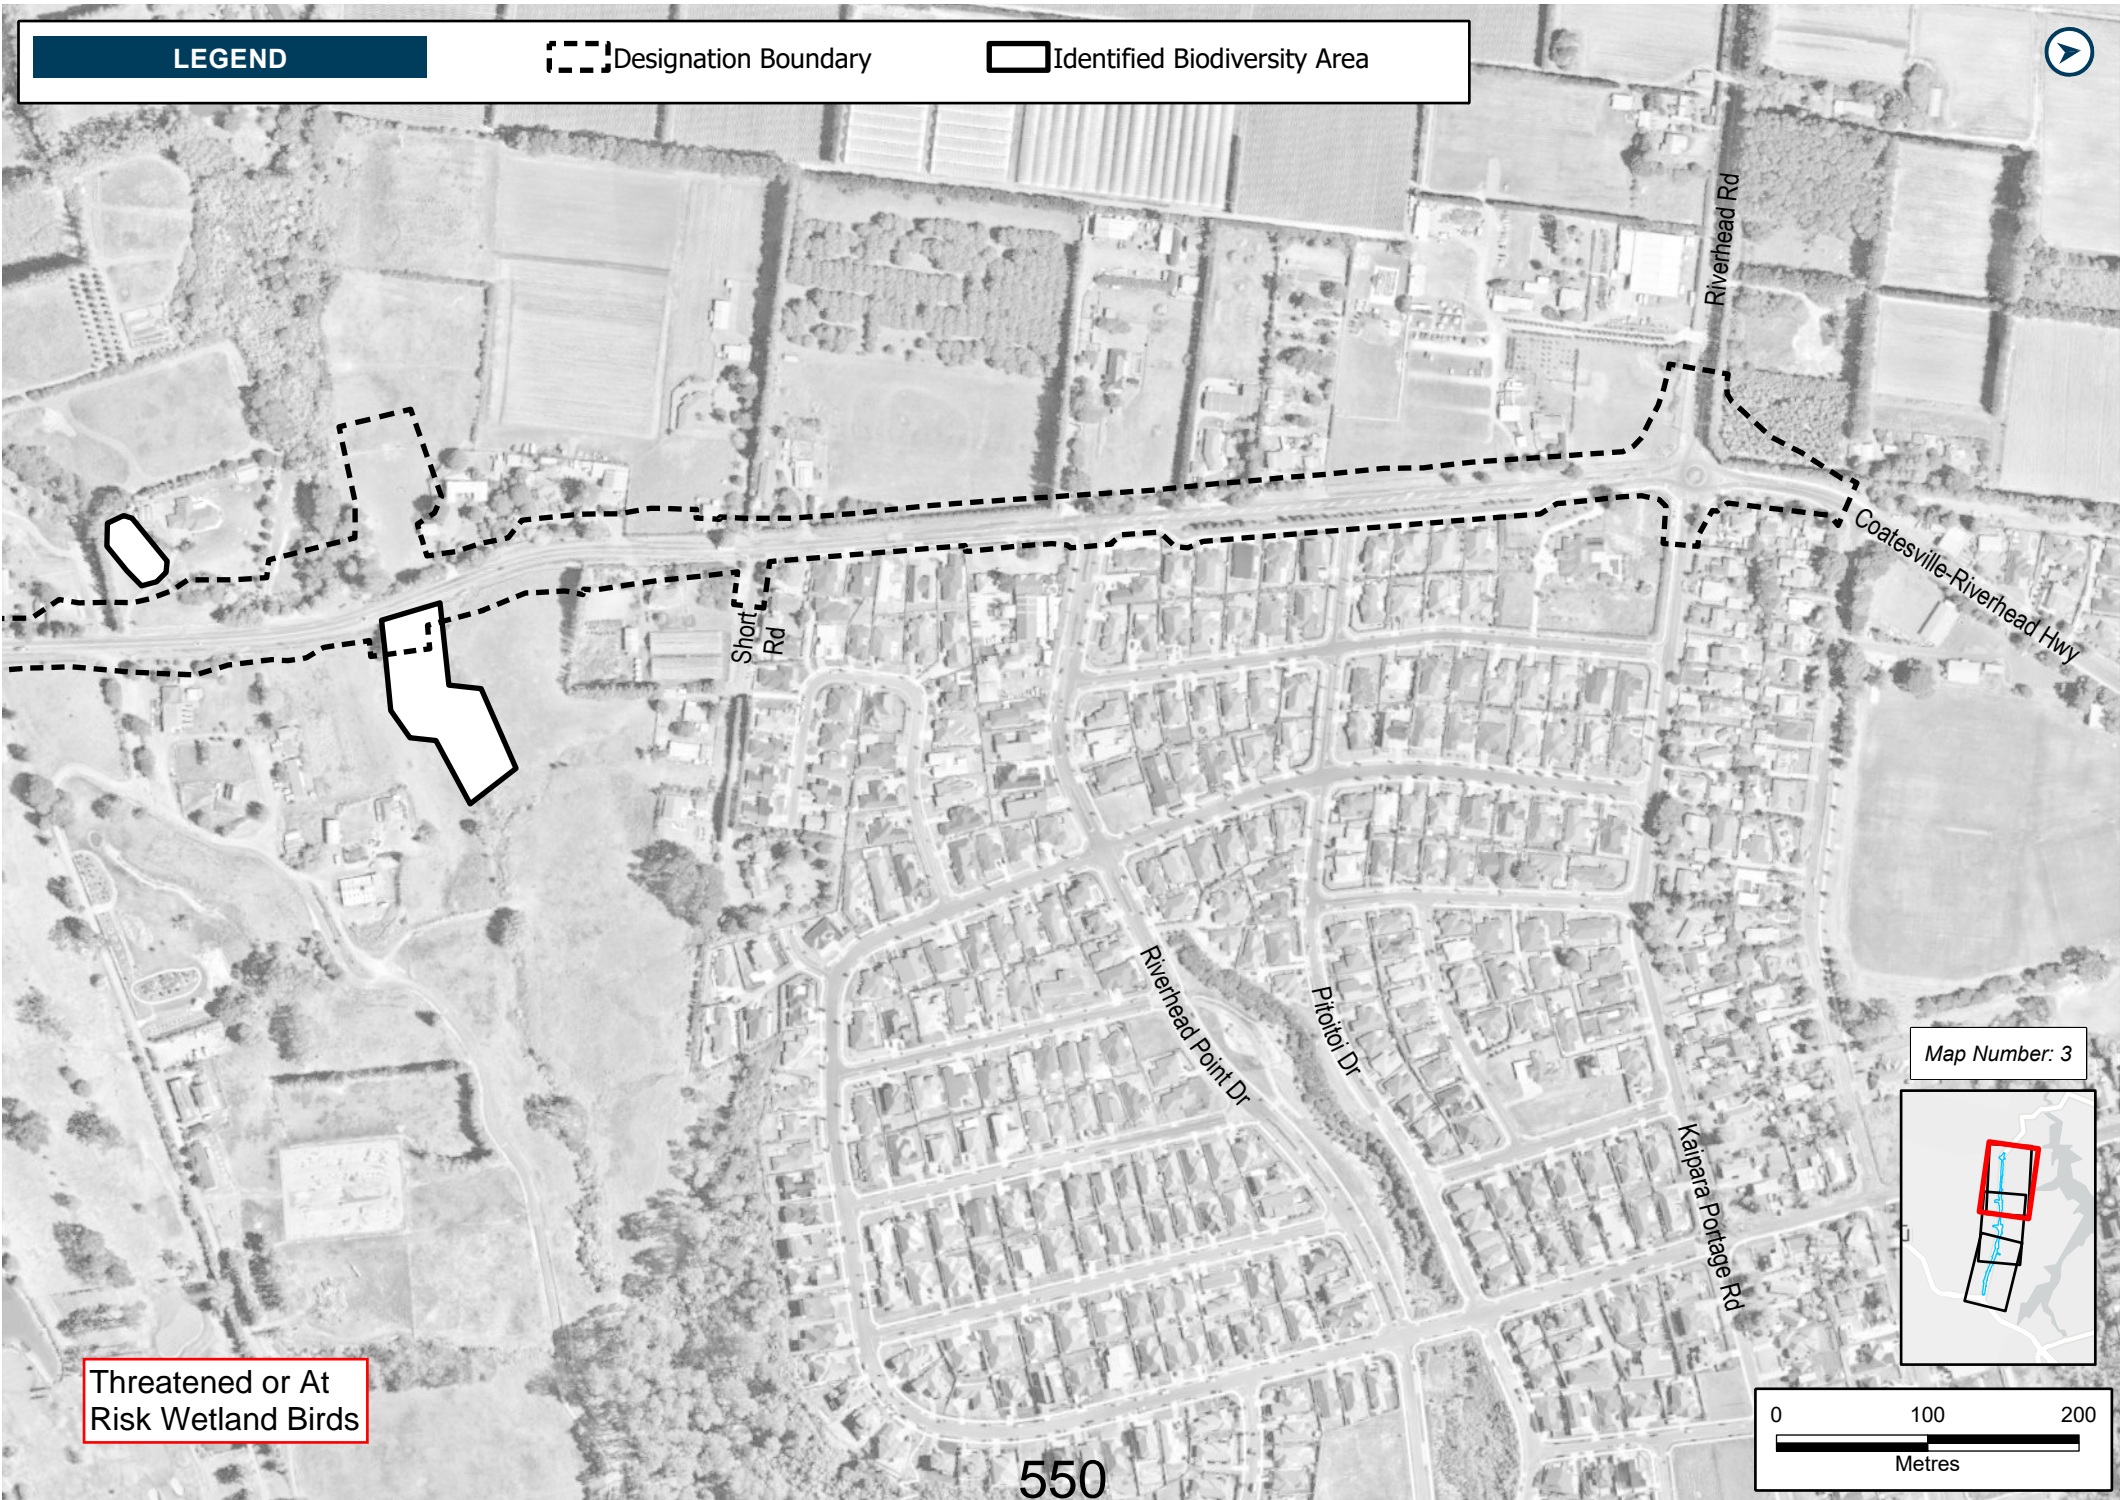 LEGEND
Designation Boundary
Identified Biodiversity Area
Riverhead Rd
Coatesville-Riverhead Hwy
Short
Rd
Riverhead Point Dr
Pitoitoi Dr
Kaipara Portage Rd
Map Number: 3
Threatened or At
Risk Wetland Birds
0 100 200
Metres
550